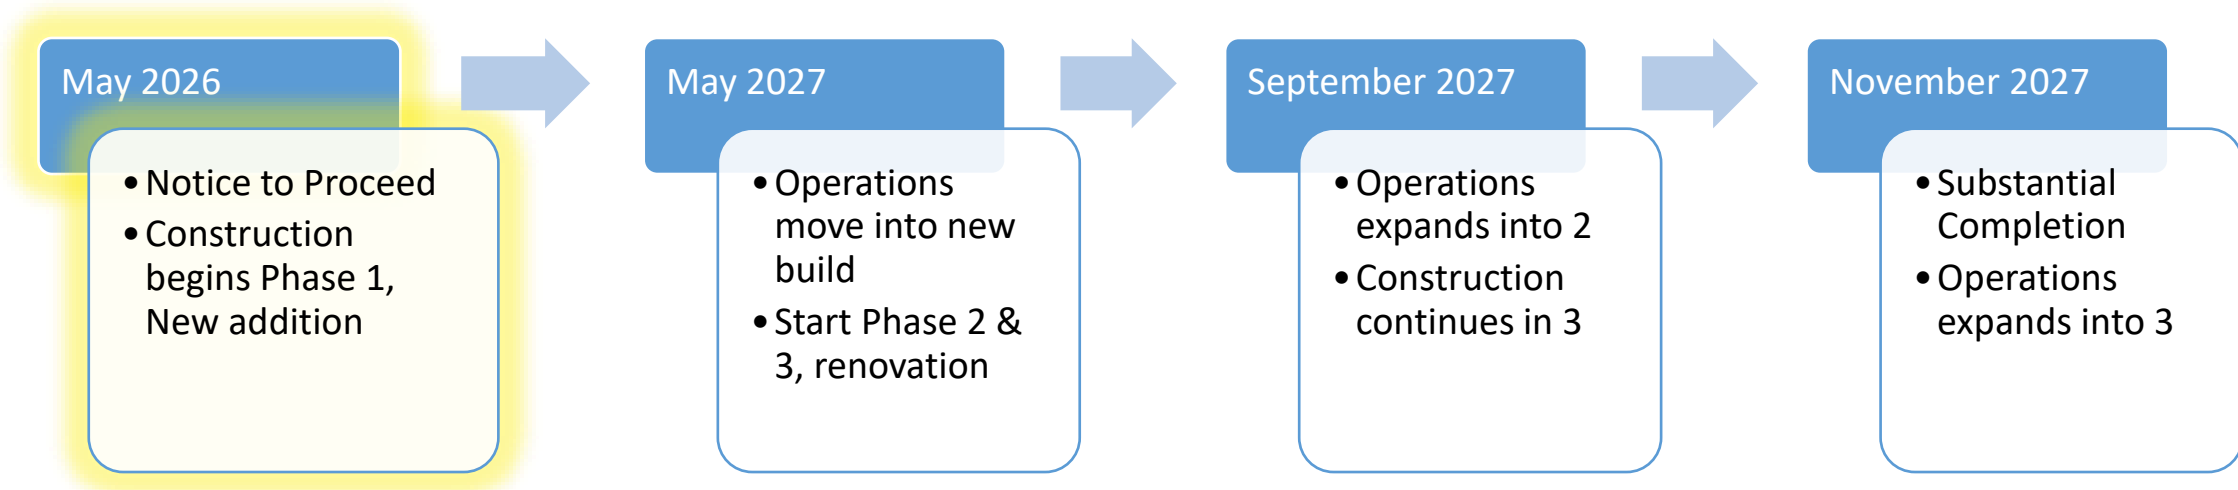 May 2026
• Notice to Proceed
• Construction
begins Phase 1,
New addition
May 2027
• Operations
move into new
build
• Start Phase 2 &
3, renovation
September 2027
• Operations
expands into 2
• Construction
continues in 3
November 2027
• Substantial
Completion
• Operations
expands into 3